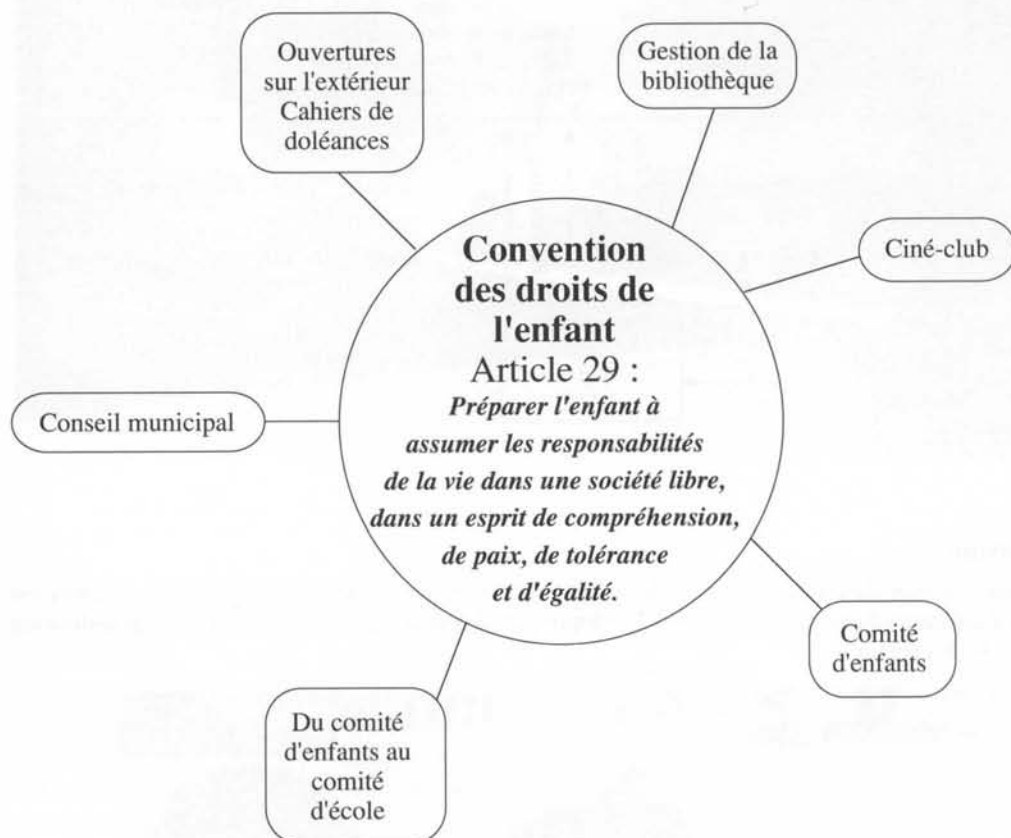 Ouvertures
sur l'extérieur
Cahiers de
doléances
Gestion de la
bibliothèque
Ciné-club
Convention
des droits de
l'enfant
Article 29 :
Préparer l'enfant à
assumer les responsabilités
de la vie dans une société libre,
dans un esprit de compréhension,
de paix, de tolérance
et d'égalité.
Conseil municipal
Comité
d'enfants
Du comité
d'enfants au
comité
d'école